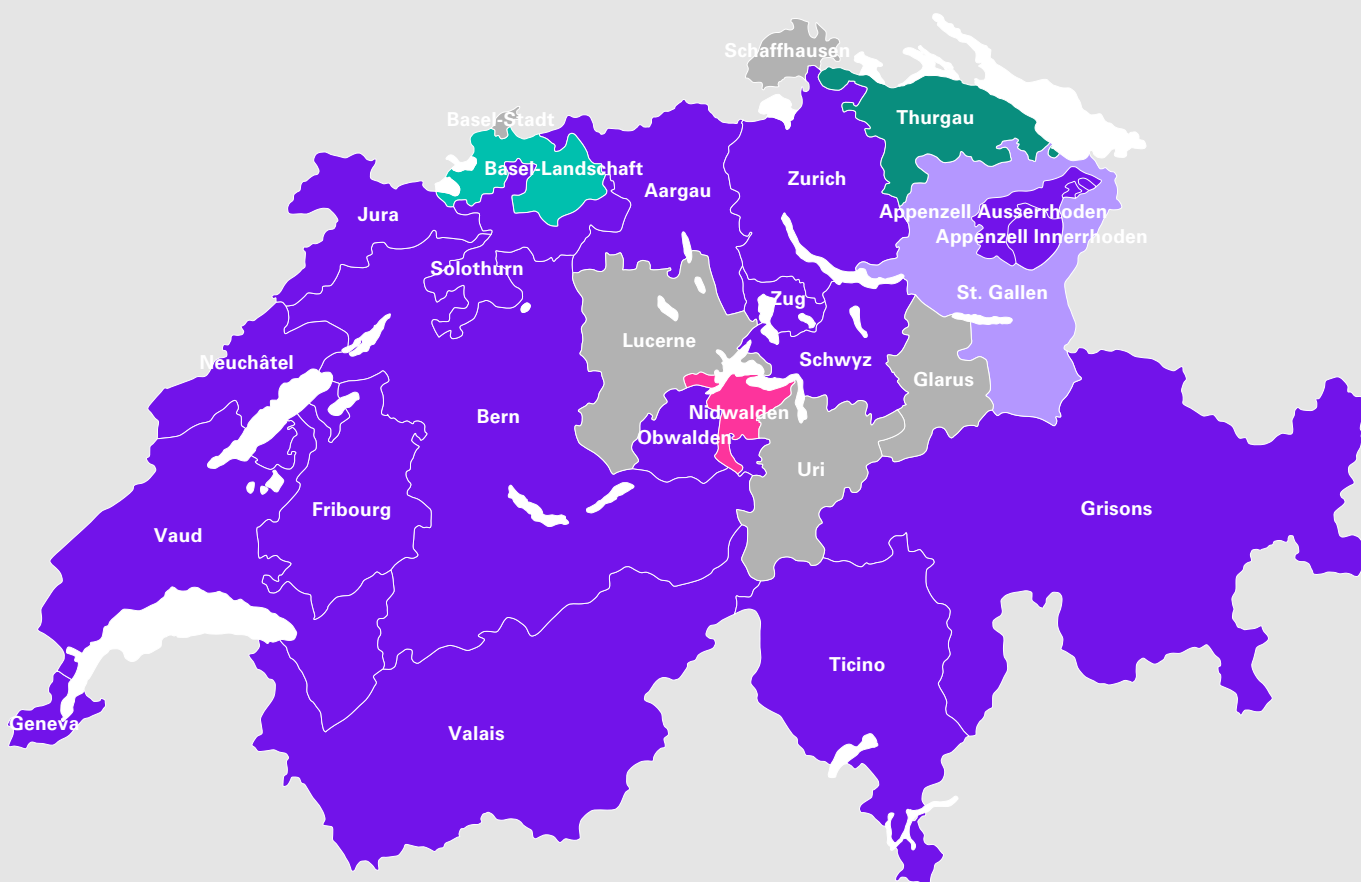 Schaffhausen
Basel-Stadt
Thurgau
Basel-Landschaft
Aargau
Zurich
Jura
Appenzell Ausserrhoden
Appenzell Innerrhoden
Solothurn
St. Gallen
Zug
Lucerne
Neuchâtel
Schwyz
Glarus
Bern
Nidwalden
Obwalden
Uri
Fribourg
Grisons
Vaud
Ticino
Geneva
Valais